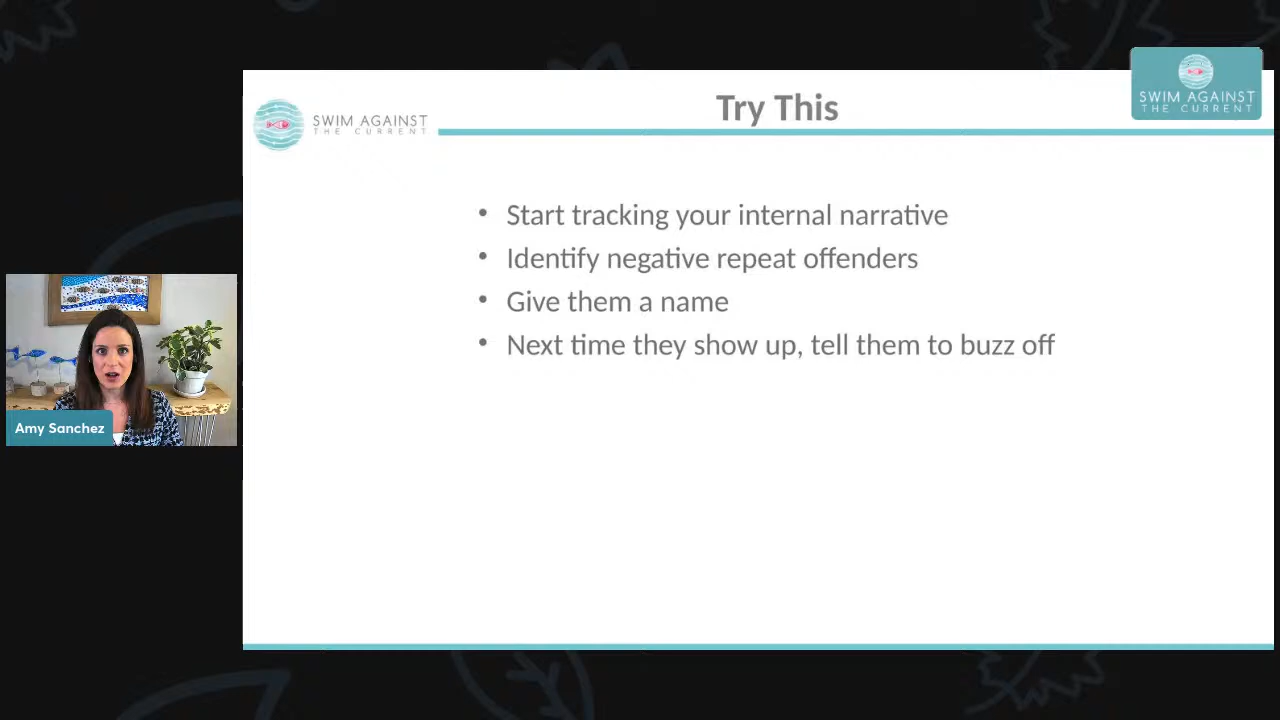 Try This
SWIM AGAINST
THE CURRENT
SWIM AGAINST
THE CURRENT
• Start tracking your internal narrative
• Identify negative repeat offenders
• Give them a name
• Next time they show up, tell them to buzz off
Amy Sanchez